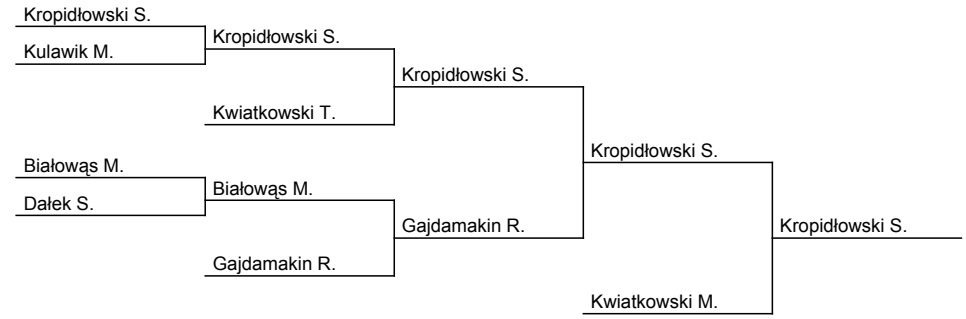 Kropidłowski S.
Kropidłowski S.
Kulawik M.
Kropidłowski S.
Kwiatkowski T.
Kropidłowski S.
Białowąs M.
Białowąs M.
Dałek S.
Gajdamakin R.
Kropidłowski S.
Gajdamakin R.
Kwiatkowski M.